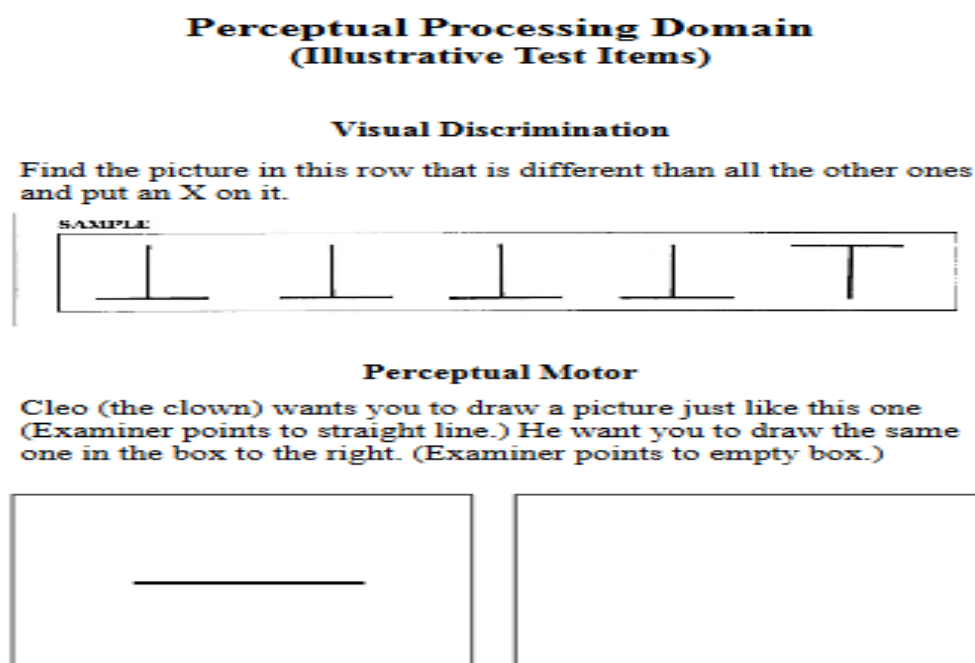 Perceptual Processing Domain
(Illustrative Test Items)
Visual Discrimination
Find the picture in this row that is different than all the other ones
and put an X on it.
SAMPLE
Perceptual Motor
Cleo (the clown) wants you to draw a picture just like this one
(Examiner points to straight line.) He want you to draw the same
one in the box to the right. (Examiner points to empty box.)